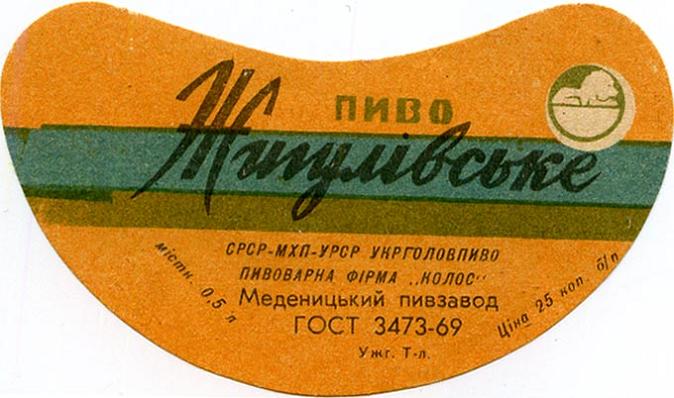 ПИВО
Жигулівське
СРСР-МХП-УРСР УКРГОЛОВПИВО
ПИВОВАРНА ФІРМА „КОЛОС"
Меденицький пивзавод
ГОСТ 3473-69
Ужг. Т-л.
містк. 0,5 л
Ціна 25 коп. б/п